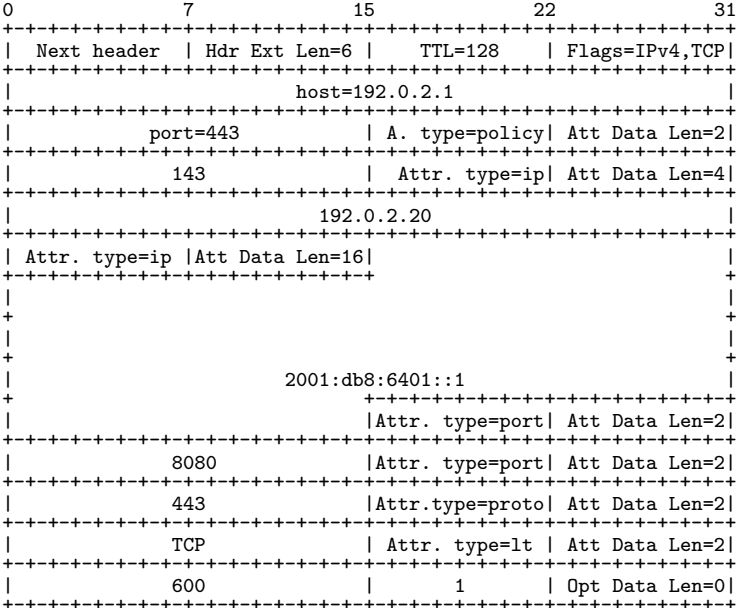 0 7 15 22 31
Next header | Hdr Ext Len=6 | TTL=128 | Flags=IPv4,TCP
host=192.0.2.1
port=443 | A. type=policy | Att Data Len=2
143 | Attr. type=ip | Att Data Len=4
192.0.2.20
Attr. type=ip | Att Data Len=16
2001:db8:6401::1
Attr. type=port | Att Data Len=2
8080 | Attr. type=port | Att Data Len=2
443 | Attr.type=proto | Att Data Len=2
TCP | Attr. type=lt | Att Data Len=2
600 | 1 | Opt Data Len=0